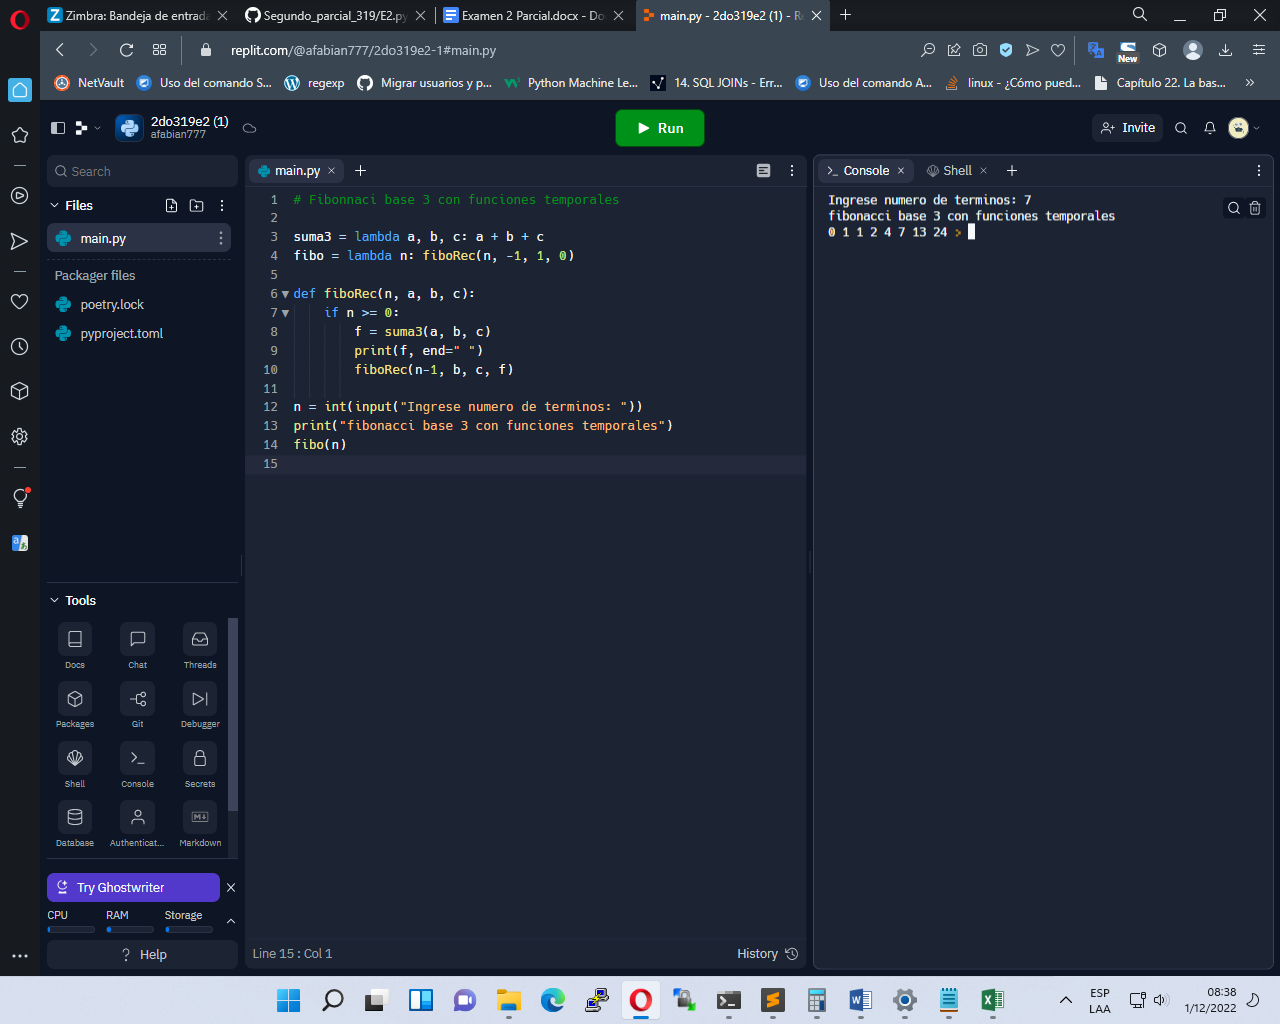 Zimbra: Bandeja de entrada
Segundo_parcial_319/E2.py
Examen 2 Parcial.docx - Do
main.py - 2do319e2 (1) - R
replit.com/@afabian777/2do319e2-1#main.py
New
NetVault
Uso del comando S...
regexp
Migrar usuarios y p...
Python Machine Le...
14. SQL JOINs - Err...
Uso del comando A...
linux - ¿Cómo pued...
Capítulo 22. La bas...
2do319e2 (1)
afabian777
Run
Invite
Search
Files
main.py
Packager files
poetry.lock
pyproject.toml
Tools
Docs
Chat
Threads
Packages
Git
Debugger
Shell
Console
Secrets
Database
Authenticat...
Markdown
Try Ghostwriter
CPU
RAM
Storage
Help
main.py
1 # Fibonnaci base 3 con funciones temporales
2
3 suma3 = lambda a, b, c: a + b + c
4 fibo = lambda n: fiboRec(n, -1, 1, 0)
5
6 def fiboRec(n, a, b, c):
7 if n >= 0:
8 f = suma3(a, b, c)
9 print(f, end=" ")
10 fiboRec(n-1, b, c, f)
11
12 n = int(input("Ingrese numero de terminos: "))
13 print("fibonacci base 3 con funciones temporales")
14 fibo(n)
15
Line 15 : Col 1
History
Console
Shell
Ingrese numero de terminos: 7
fibonacci base 3 con funciones temporales
0 1 1 2 4 7 13 24 >
ESP
LAA
08:38
1/12/2022